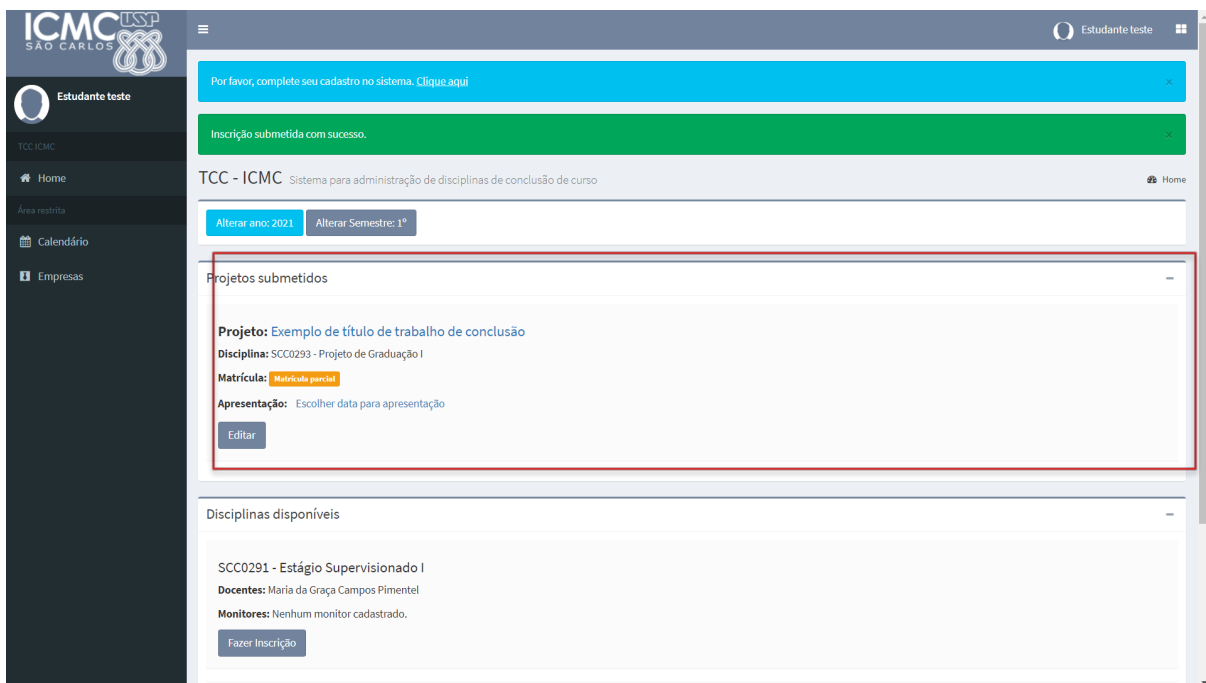 ICMC USP
SÃO CARLOS
Estudante teste
Estudante teste
TCC ICMC
Home
Área restrita
Calendário
Empresas
Por favor, complete seu cadastro no sistema. Clique aqui ×
Inscrição submetida com sucesso. ×
TCC - ICMC Sistema para administração de disciplinas de conclusão de curso
Home
Alterar ano: 2021 Alterar Semestre: 1º
Projetos submetidos
Projeto: Exemplo de título de trabalho de conclusão
Disciplina: SCC0293 - Projeto de Graduação I
Matrícula: Matrícula parcial
Apresentação: Escolher data para apresentação
Editar
Disciplinas disponíveis
SCC0291 - Estágio Supervisionado I
Docentes: Maria da Graça Campos Pimentel
Monitores: Nenhum monitor cadastrado.
Fazer Inscrição